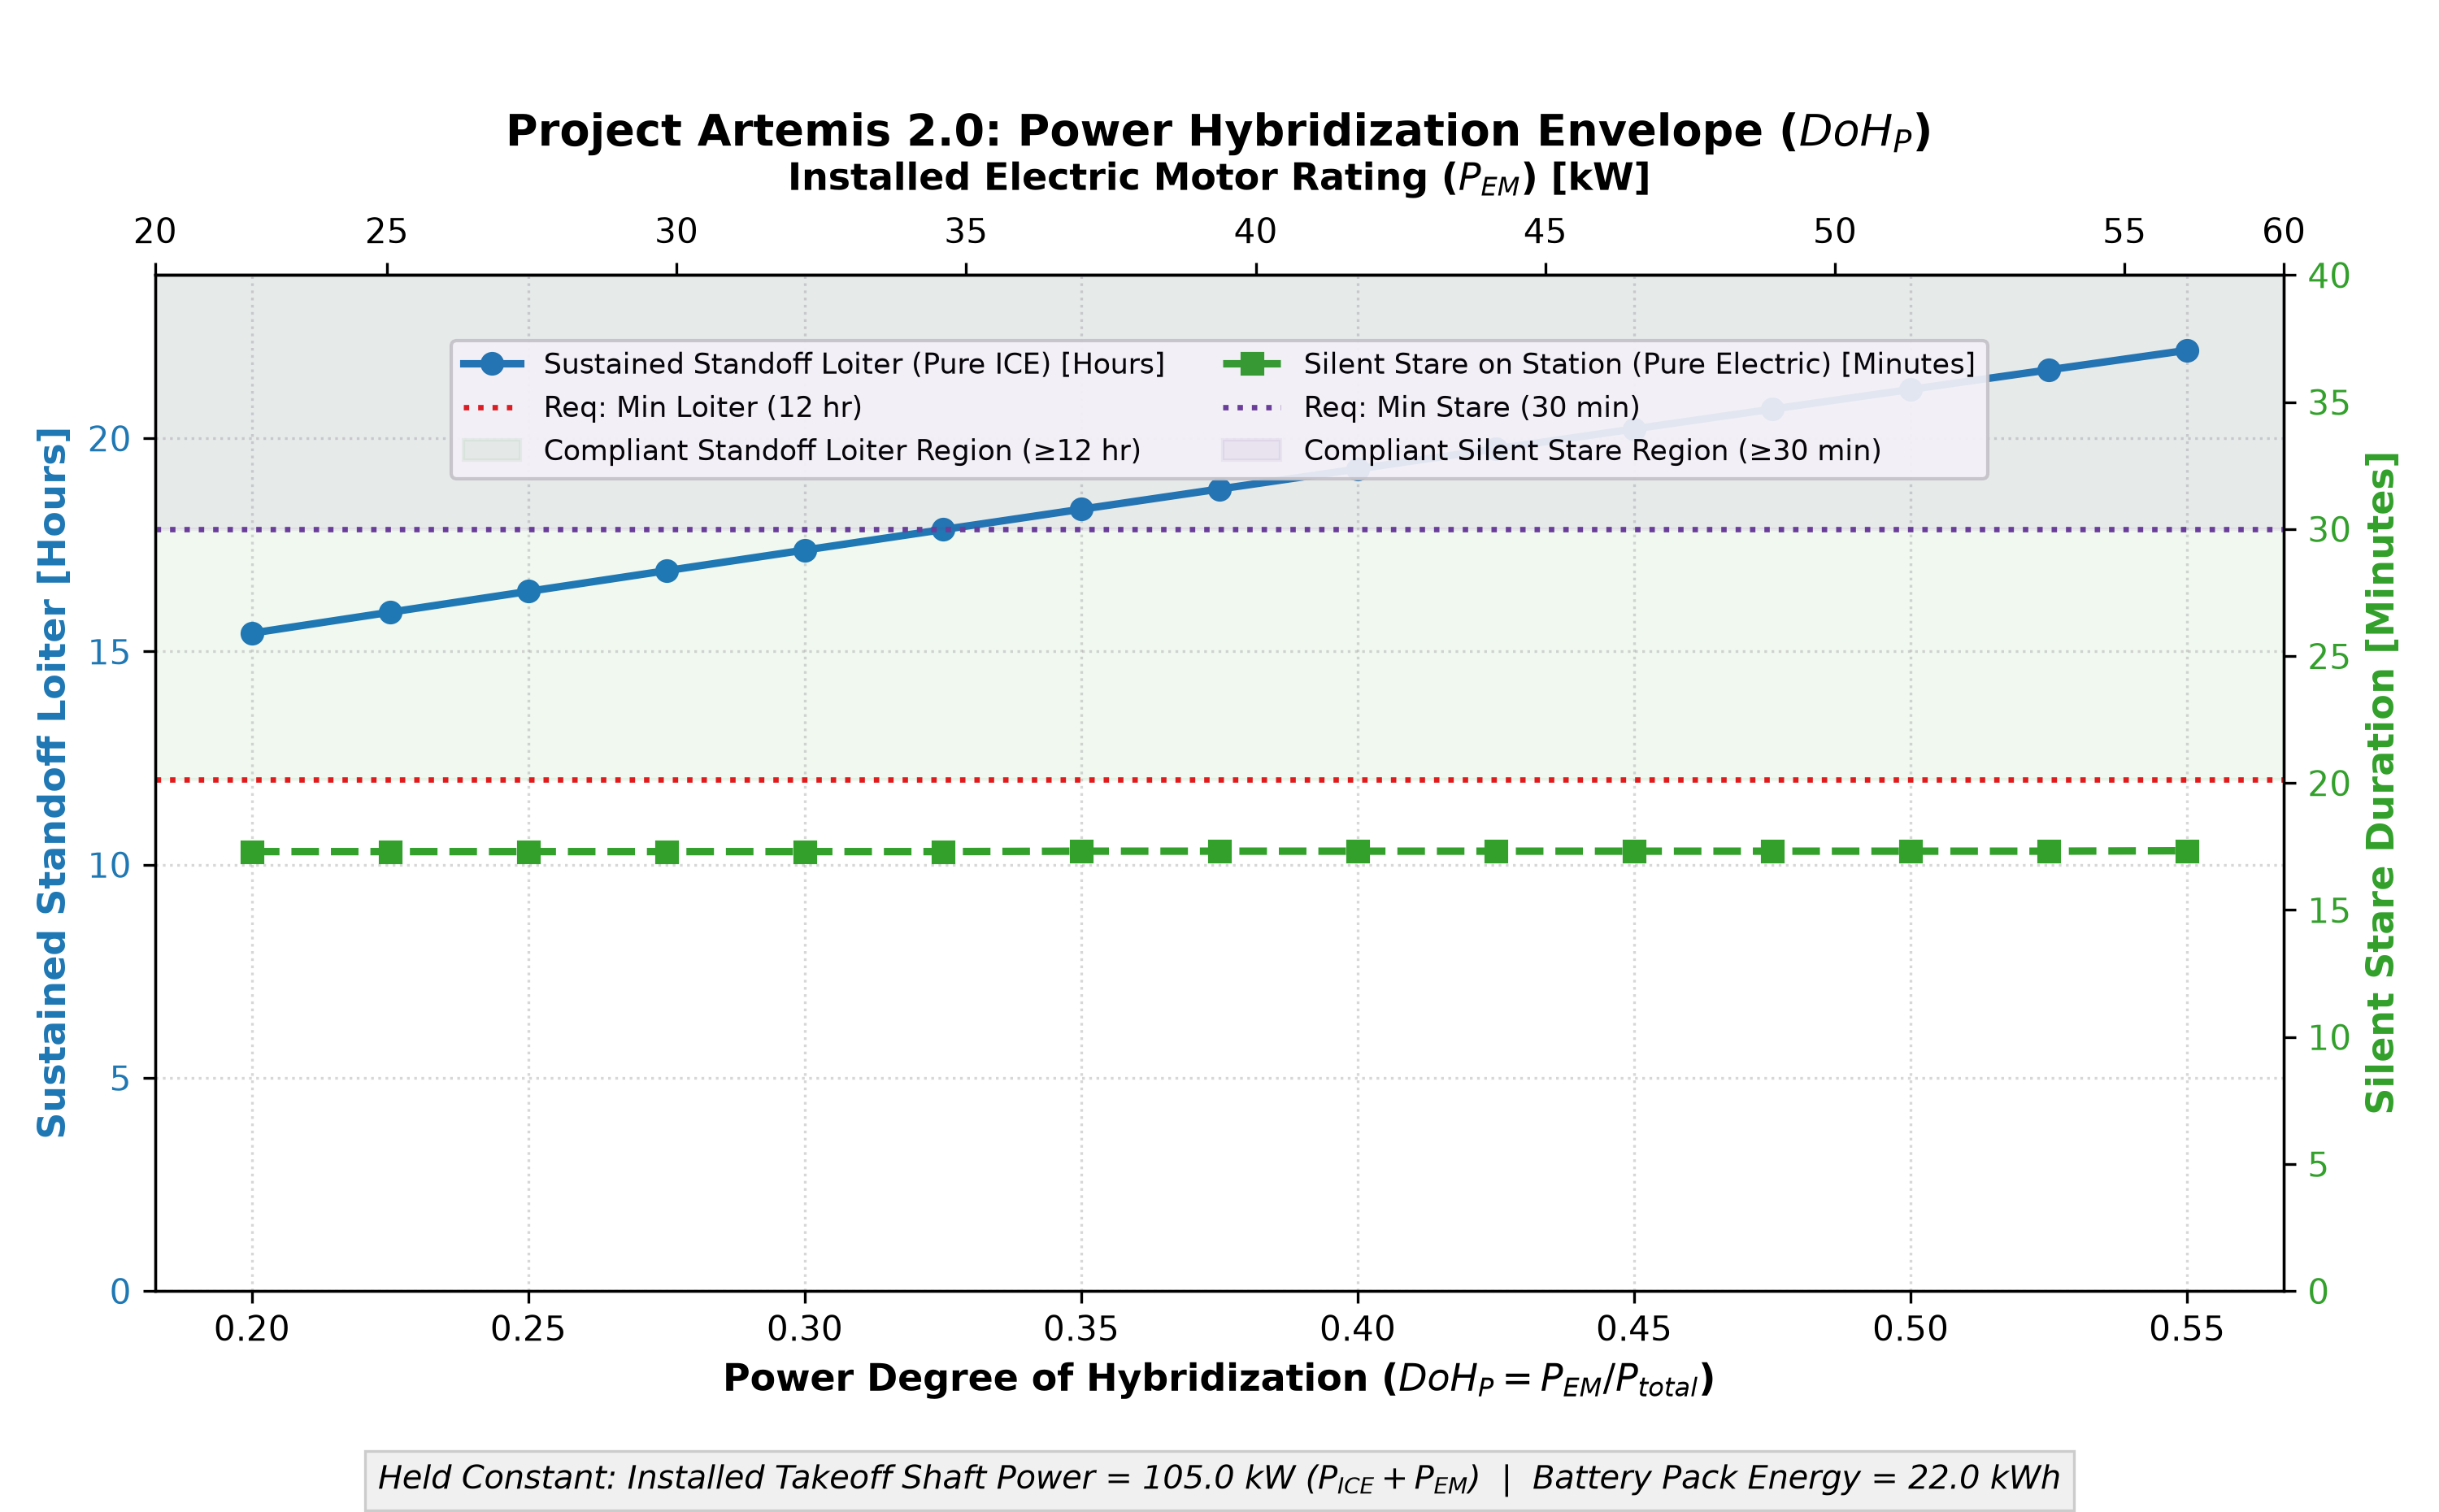 Project Artemis 2.0: Power Hybridization Envelope (DoH_P)
Installed Electric Motor Rating (P_EM) [kW]
20 25 30 35 40 45 50 55 60
Sustained Standoff Loiter (Pure ICE) [Hours]
Req: Min Loiter (12 hr)
Compliant Standoff Loiter Region (≥12 hr)
Silent Stare on Station (Pure Electric) [Minutes]
Req: Min Stare (30 min)
Compliant Silent Stare Region (≥30 min)
Sustained Standoff Loiter [Hours]
20
15
10
5
0
40
35
30
25
20
15
10
5
0
Silent Stare Duration [Minutes]
0.20 0.25 0.30 0.35 0.40 0.45 0.50 0.55
Power Degree of Hybridization (DoH_P = P_EM/P_total)
Held Constant: Installed Takeoff Shaft Power = 105.0 kW (P_ICE + P_EM) | Battery Pack Energy = 22.0 kWh